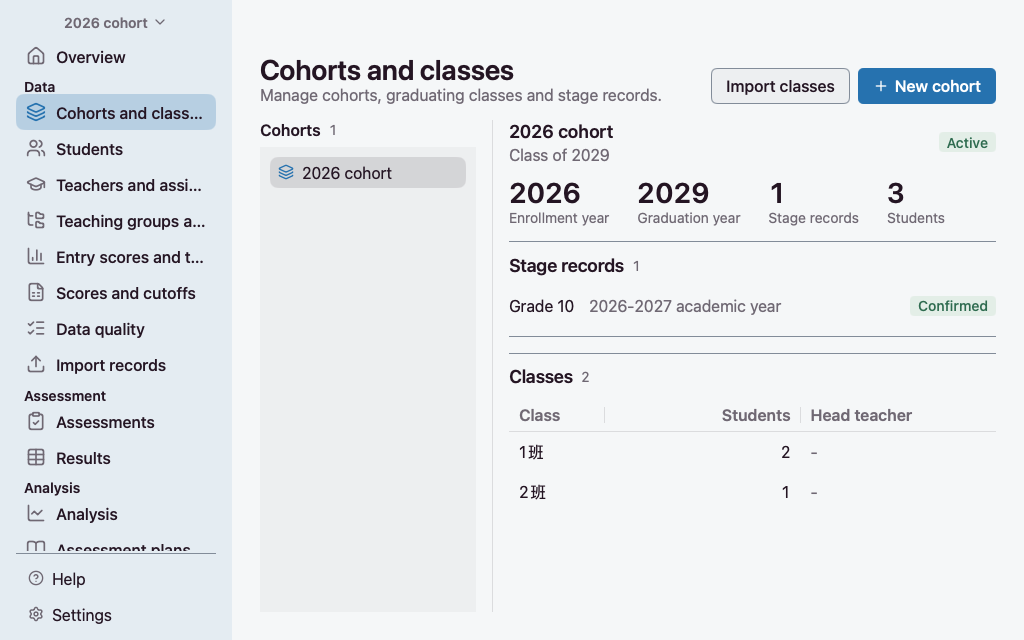 2026 cohort
Overview
Data
Cohorts and class...
Students
Teachers and assi...
Teaching groups a...
Entry scores and t...
Scores and cutoffs
Data quality
Import records
Assessment
Assessments
Results
Analysis
Analysis
Assessment plans
Help
Settings
Cohorts and classes
Manage cohorts, graduating classes and stage records.
Import classes
+ New cohort
Cohorts 1
2026 cohort
2026 cohort
Class of 2029
Active
2026 2029 1 3
Enrollment year Graduation year Stage records Students
Stage records 1
Grade 10 2026-2027 academic year Confirmed
Classes 2
Class Students Head teacher
1班 2 -
2班 1 -